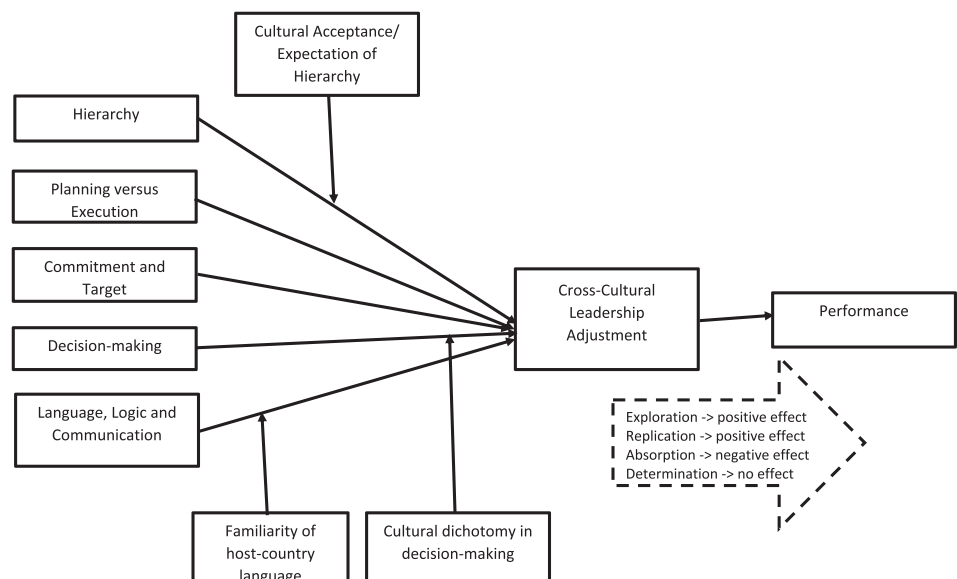 Cultural Acceptance/
Expectation of
Hierarchy
Hierarchy
Planning versus
Execution
Commitment and
Target
Decision-making
Language, Logic and
Communication
Cross-Cultural
Leadership
Adjustment
Performance
Exploration -> positive effect
Replication -> positive effect
Absorption -> negative effect
Determination -> no effect
Familiarity of
host-country
language
Cultural dichotomy in
decision-making